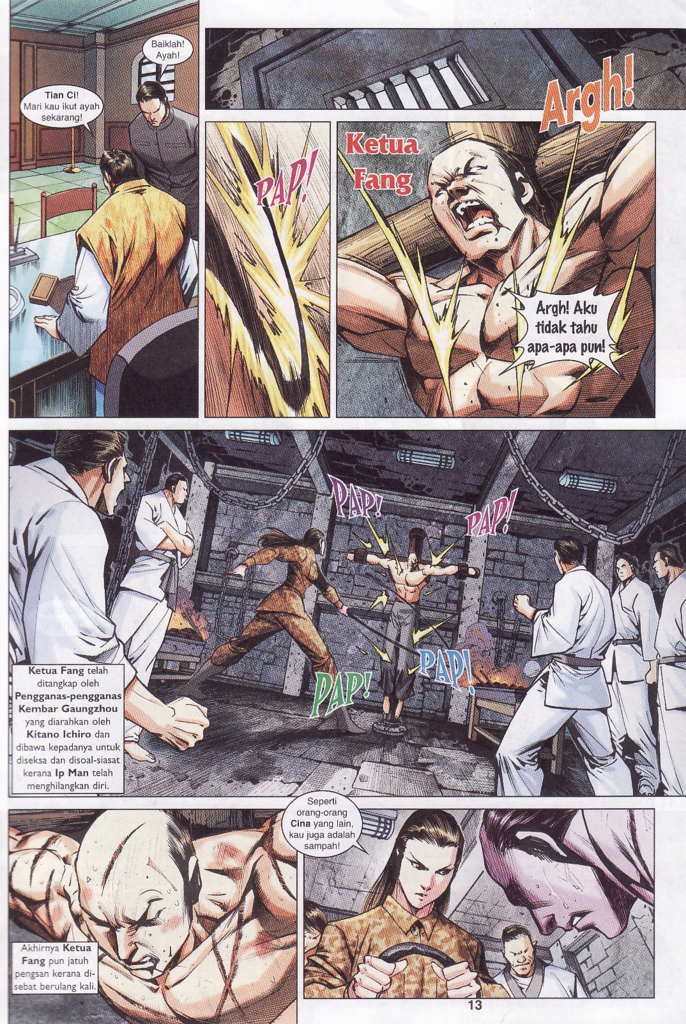 Baiklah!
Ayah!
Tian Ci!
Mari kau ikut ayah
sekarang!
Argh!
PAP!
Ketua
Fang
Argh! Aku
tidak tahu
apa-apa pun!
PAP!
PAP!
PAP!
PAP!
Ketua Fang telah
ditangkap oleh
Pengganas-pengganas
Kembar Gaungzhou
yang diarahkan oleh
Kitano Ichiro dan
dibawa kepadanya untuk
diseksa dan disoal-siasat
kerana Ip Man telah
menghilangkan diri.
Seperti
orang-orang
Cina yang lain,
kau juga adalah
sampah!
Akhirnya Ketua
Fang pun jatuh
pengsan kerana di-
sebat berulang kali.
13